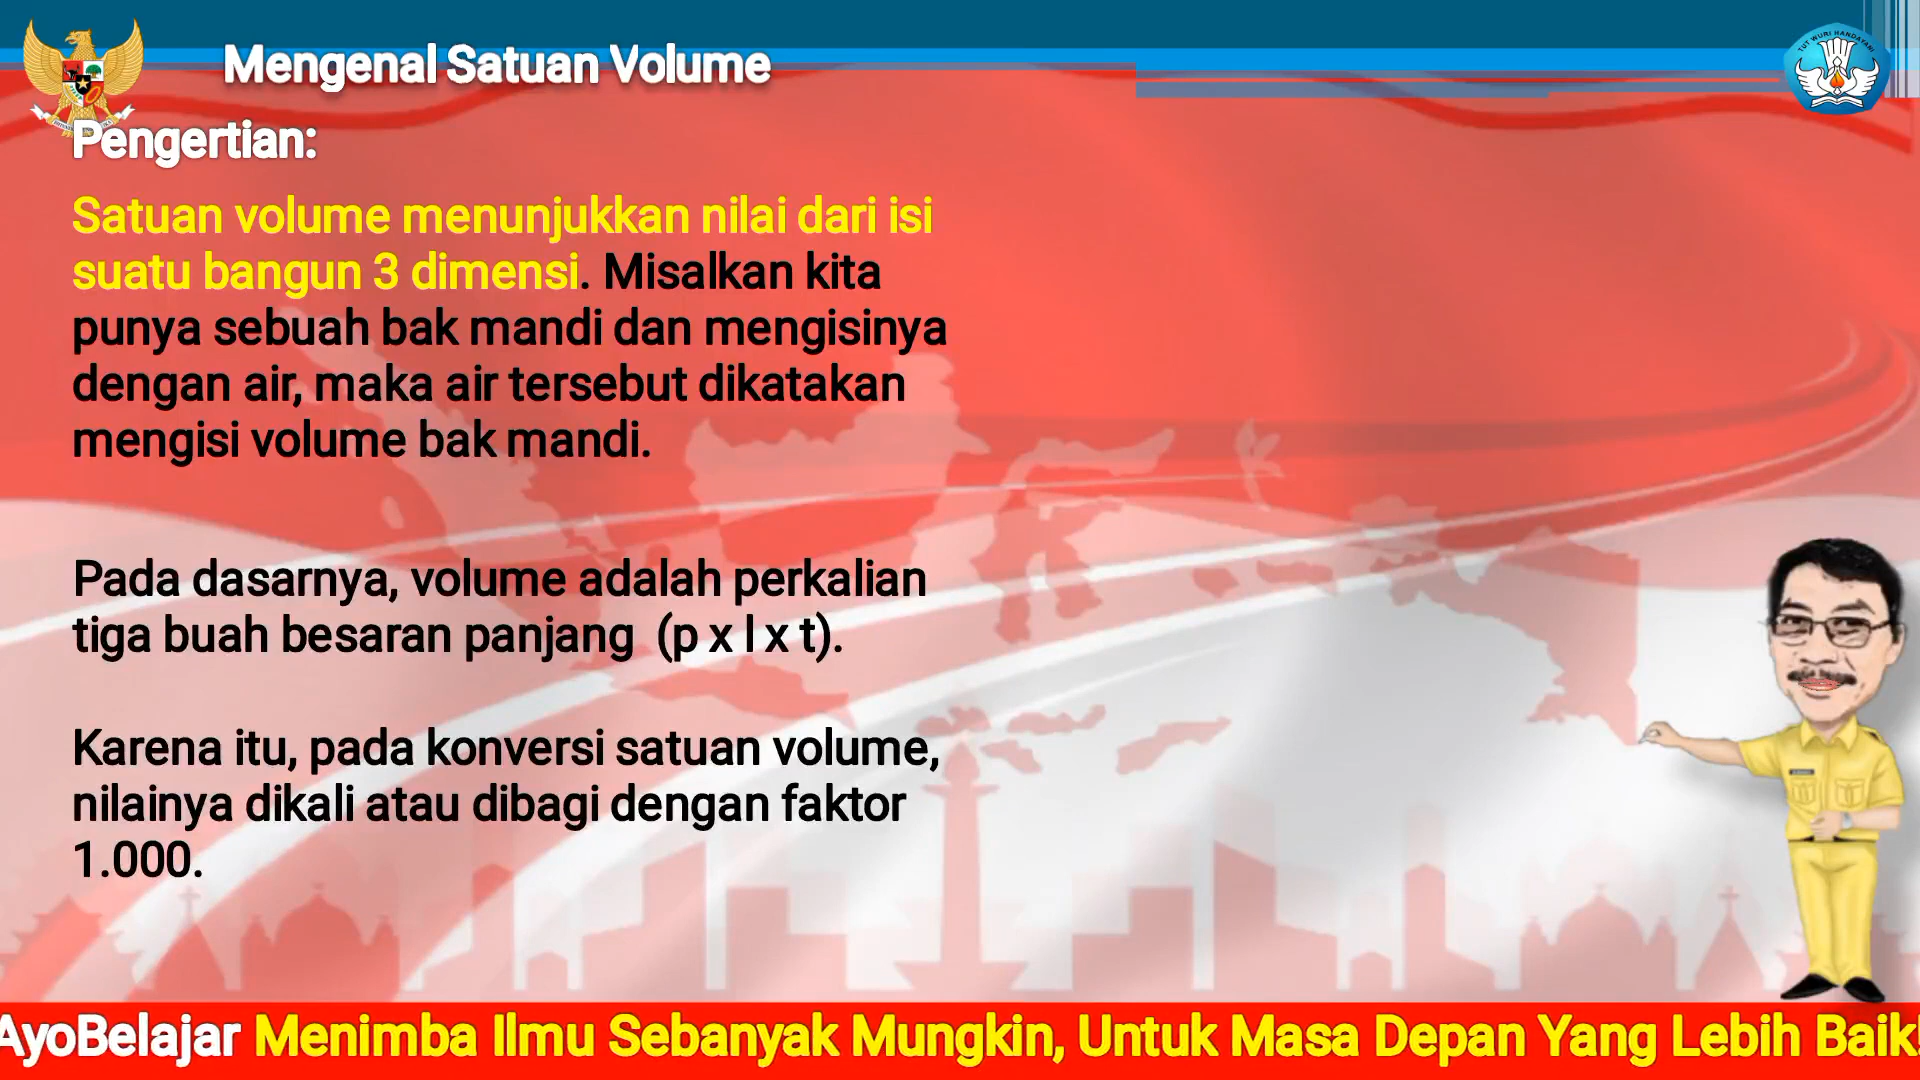 Mengenal Satuan Volume
TUT WURI HANDAYANI
Pengertian:
Satuan volume menunjukkan nilai dari isi
suatu bangun 3 dimensi. Misalkan kita
punya sebuah bak mandi dan mengisinya
dengan air, maka air tersebut dikatakan
mengisi volume bak mandi.
Pada dasarnya, volume adalah perkalian
tiga buah besaran panjang (p x l x t).
Karena itu, pada konversi satuan volume,
nilainya dikali atau dibagi dengan faktor
1.000.
AyoBelajar Menimba Ilmu Sebanyak Mungkin, Untuk Masa Depan Yang Lebih Baik!